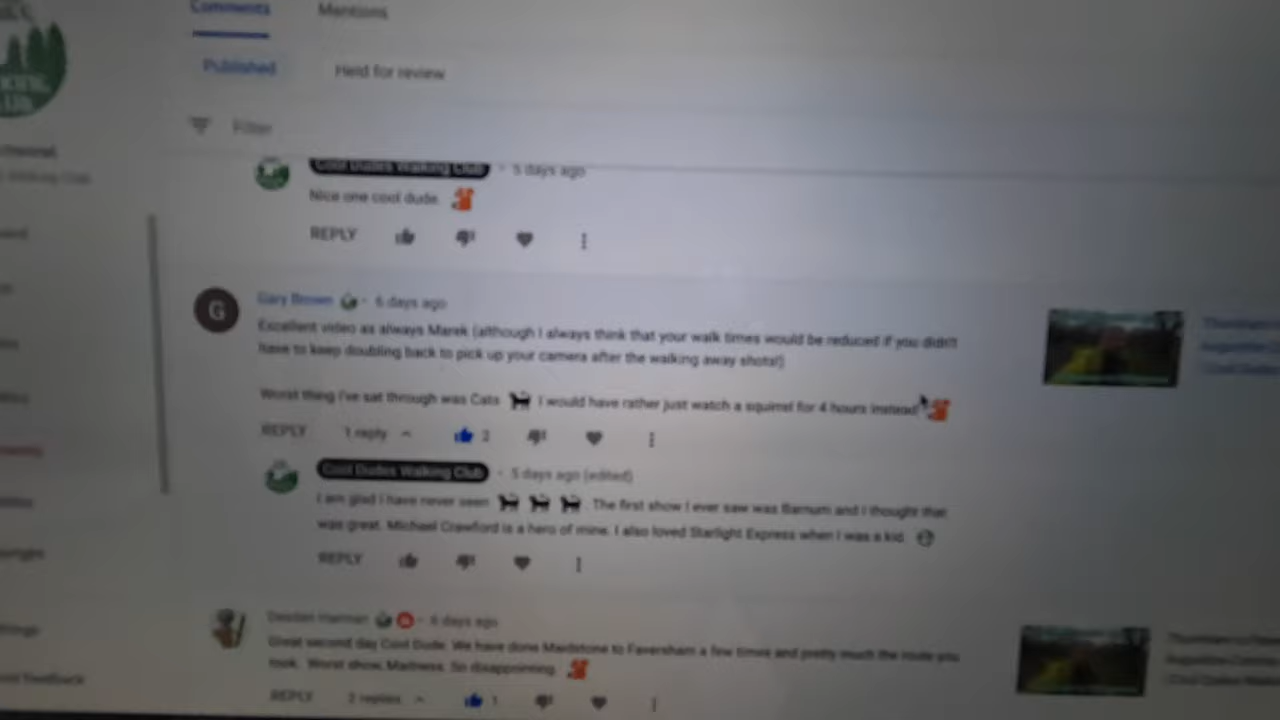 Comments Mentions
Published Held for review
Filter
Cool Dudes Walking Club · 5 days ago
Nice one cool dude.
REPLY
G Gary Brown · 6 days ago
Excellent video as always Marek (although I always think that your walk times would be reduced if you didn't
have to keep doubling back to pick up your camera after the walking away shots!)
Worst thing I've sat through was Cats I would have rather just watch a squirrel for 4 hours instead!
REPLY 1 reply 2
Cool Dudes Walking Club · 5 days ago (edited)
I am glad I have never seen . The first show I ever saw was Barnum and I thought that
was great. Michael Crawford is a hero of mine. I also loved Starlight Express when I was a kid.
REPLY
Harman · 6 days ago
Great second day Cool Dude. We have done Maidstone to Faversham a few times and pretty much the route you
took. Worst show, Madness. So disappointing.
REPLY 2 replies 1
feedback